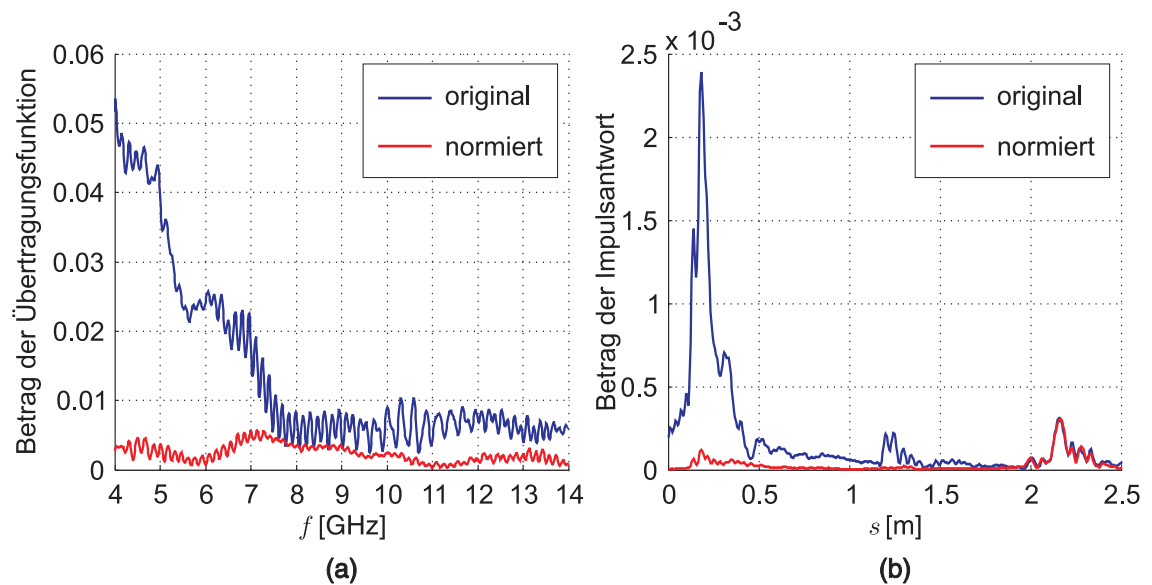 Betrag der Übertragungsfunktion
0.06
0.05
0.04
0.03
0.02
0.01
0
original
normiert
4 5 6 7 8 9 10 11 12 13 14
f [GHz]
(a)
Betrag der Impulsantwort
x 10 -3
2.5
2
1.5
1
0.5
0
original
normiert
0 0.5 1 1.5 2 2.5
s [m]
(b)